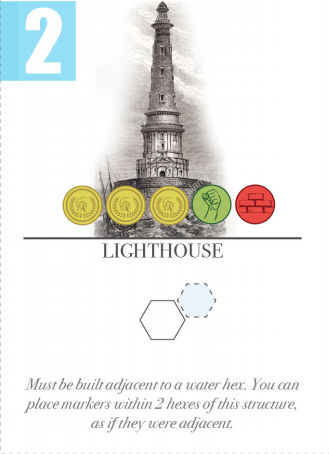 2
LIGHTHOUSE
Must be built adjacent to a water hex. You can
place markers within 2 hexes of this structure,
as if they were adjacent.